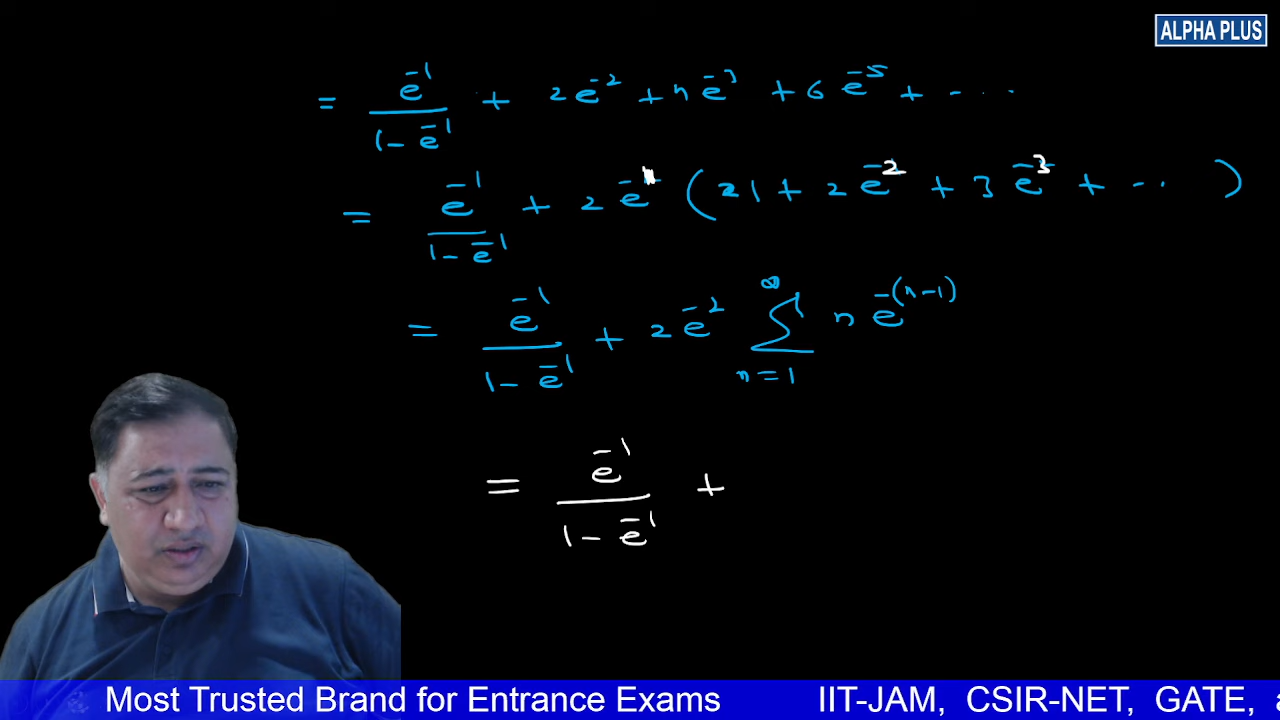 ALPHA PLUS
= e^-1 / (1 - e^-1) + 2e^-2 + 4e^-3 + 6e^-5 + - ...
= e^-1 / (1 - e^-1) + 2e^-1 (21 + 2e^-2 + 3e^-3 + - .. )
= e^-1 / (1 - e^-1) + 2e^-2 ∑_{n=1}^{∞} n e^-(n-1)
= e^-1 / (1 - e^-1) +
Most Trusted Brand for Entrance Exams IIT-JAM, CSIR-NET, GATE,